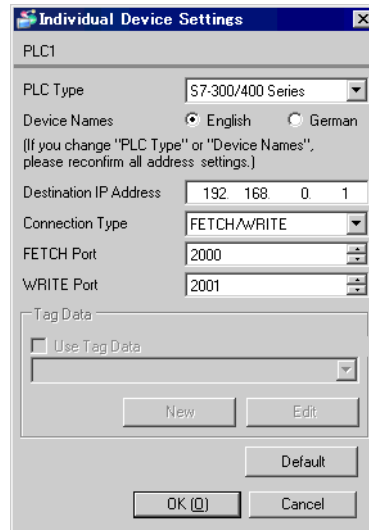 Individual Device Settings
PLC1
PLC Type S7-300/400 Series
Device Names English German
(If you change "PLC Type" or "Device Names",
please reconfirm all address settings.)
Destination IP Address 192. 168. 0. 1
Connection Type FETCH/WRITE
FETCH Port 2000
WRITE Port 2001
Tag Data
Use Tag Data
New Edit
Default
OK (O) Cancel